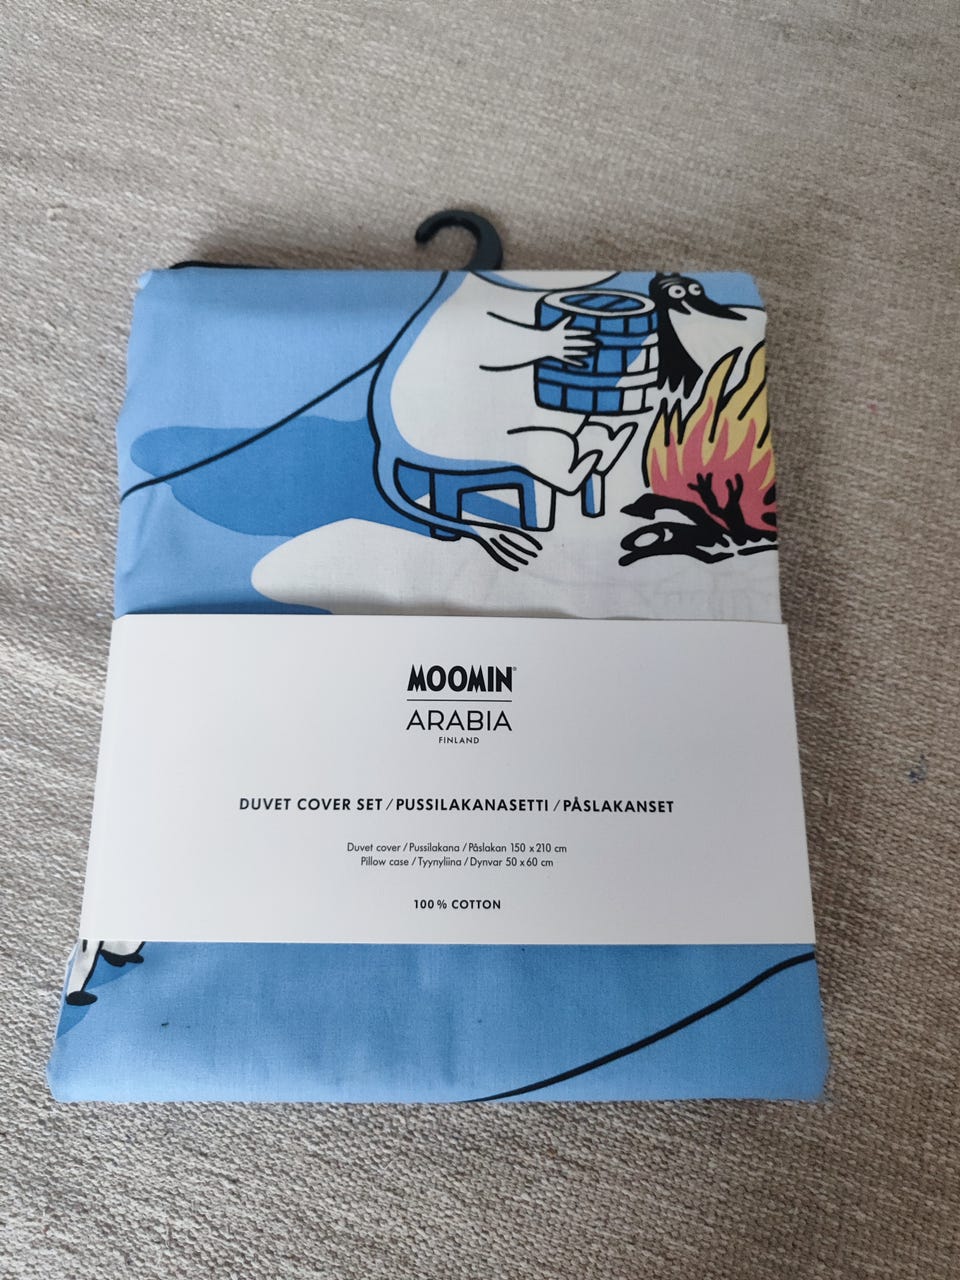 MOOMIN®
ARABIA
FINLAND
DUVET COVER SET / PUSSILAKANASETTI / PÅSLAKANSET
Duvet cover / Pussilakana / Påslakan 150 x 210 cm
Pillow case / Tyynyliina / Dynvar 50 x 60 cm
100 % COTTON